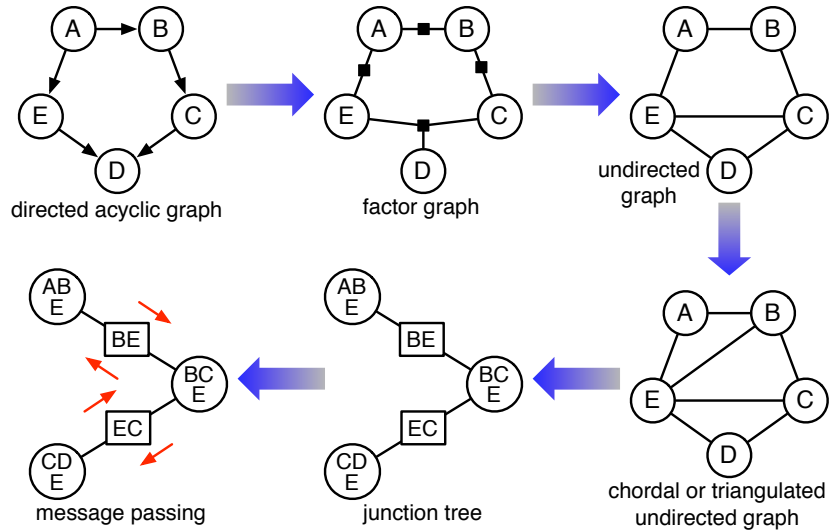 A B
E C
D
directed acyclic graph
A B
E C
D
factor graph
A B
E C
D
undirected
graph
AB
E
BE
BC
E
EC
CD
E
message passing
AB
E
BE
BC
E
EC
CD
E
junction tree
A B
E C
D
chordal or triangulated
undirected graph